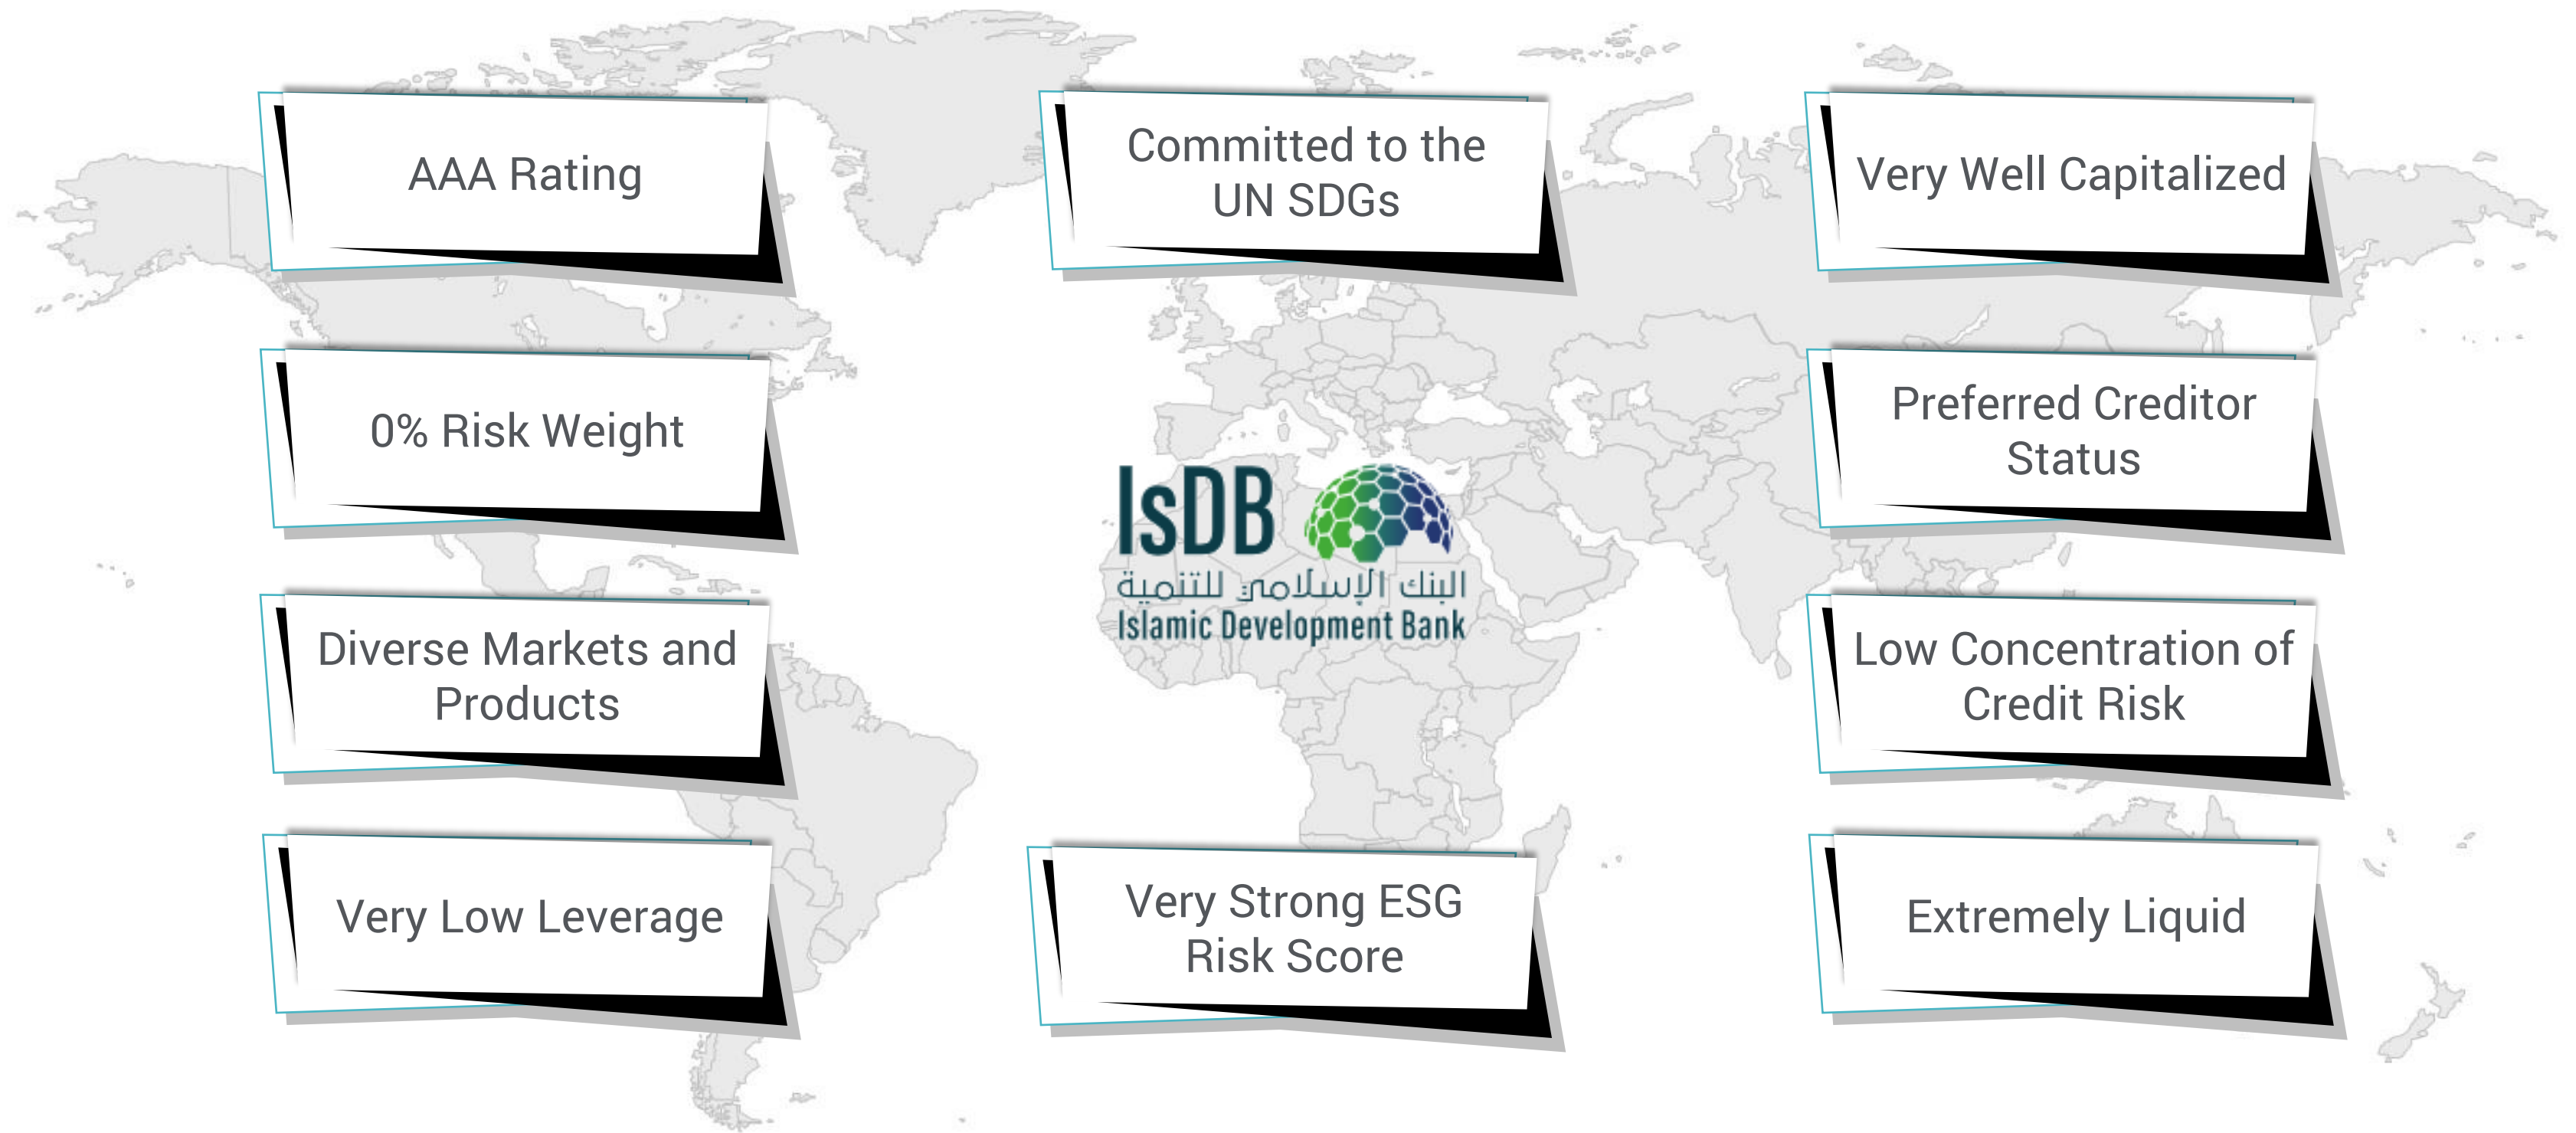 AAA Rating
0% Risk Weight
Diverse Markets and
Products
Very Low Leverage
Committed to the
UN SDGs
IsDB
البنك الإسلامي للتنمية
Islamic Development Bank
Very Strong ESG
Risk Score
Very Well Capitalized
Preferred Creditor
Status
Low Concentration of
Credit Risk
Extremely Liquid